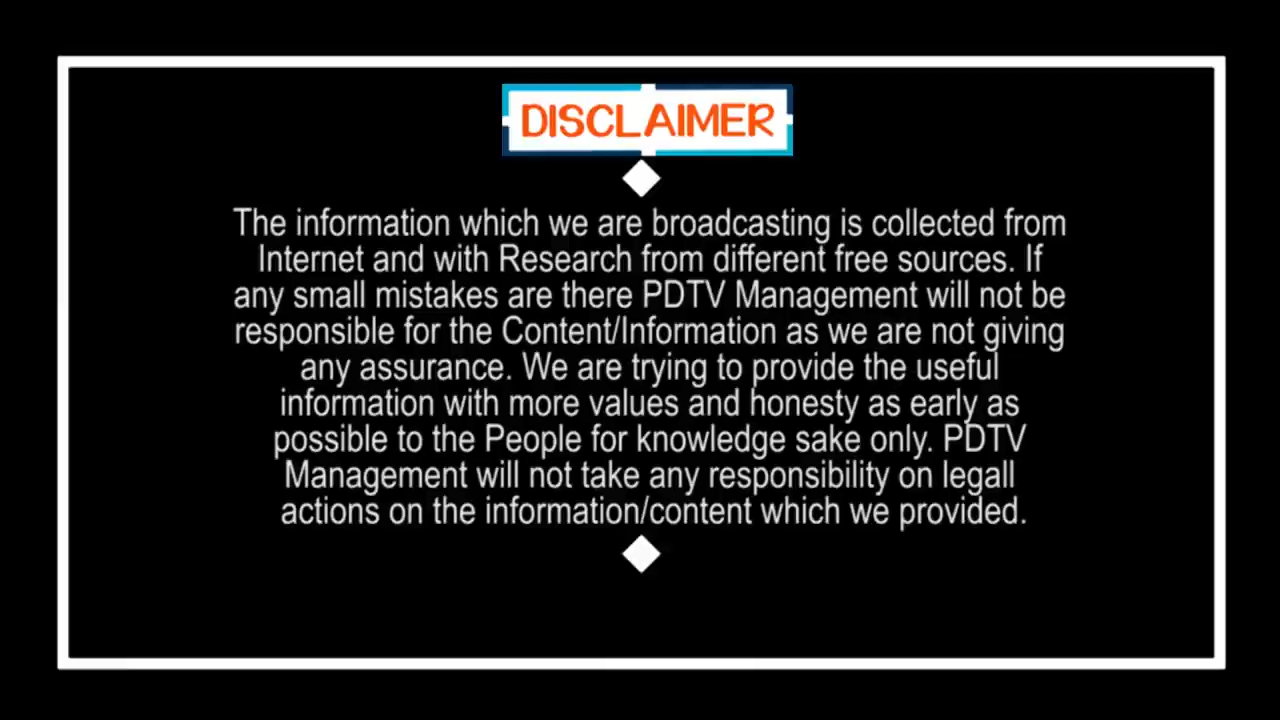 DISCLAIMER
The information which we are broadcasting is collected from
Internet and with Research from different free sources. If
any small mistakes are there PDTV Management will not be
responsible for the Content/Information as we are not giving
any assurance. We are trying to provide the useful
information with more values and honesty as early as
possible to the People for knowledge sake only. PDTV
Management will not take any responsibility on legall
actions on the information/content which we provided.